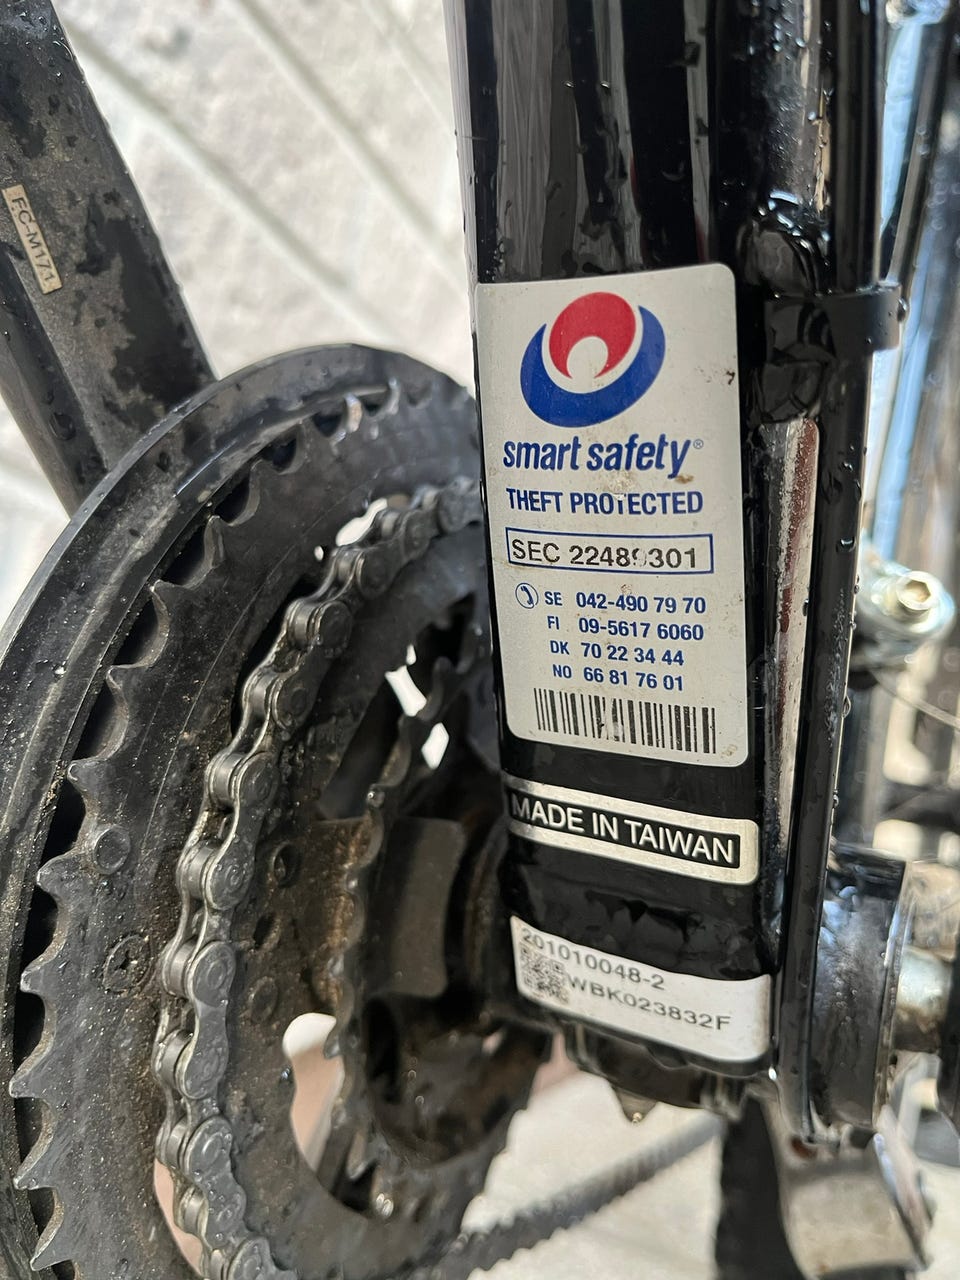 FC-M171
smart safety®
THEFT PROTECTED
SEC
SE 042-490 79 70
FI 09-5617 6060
DK 70 22 34 44
NO 66 81 76 01
MADE IN TAIWAN
201010048-2
WBK023832F